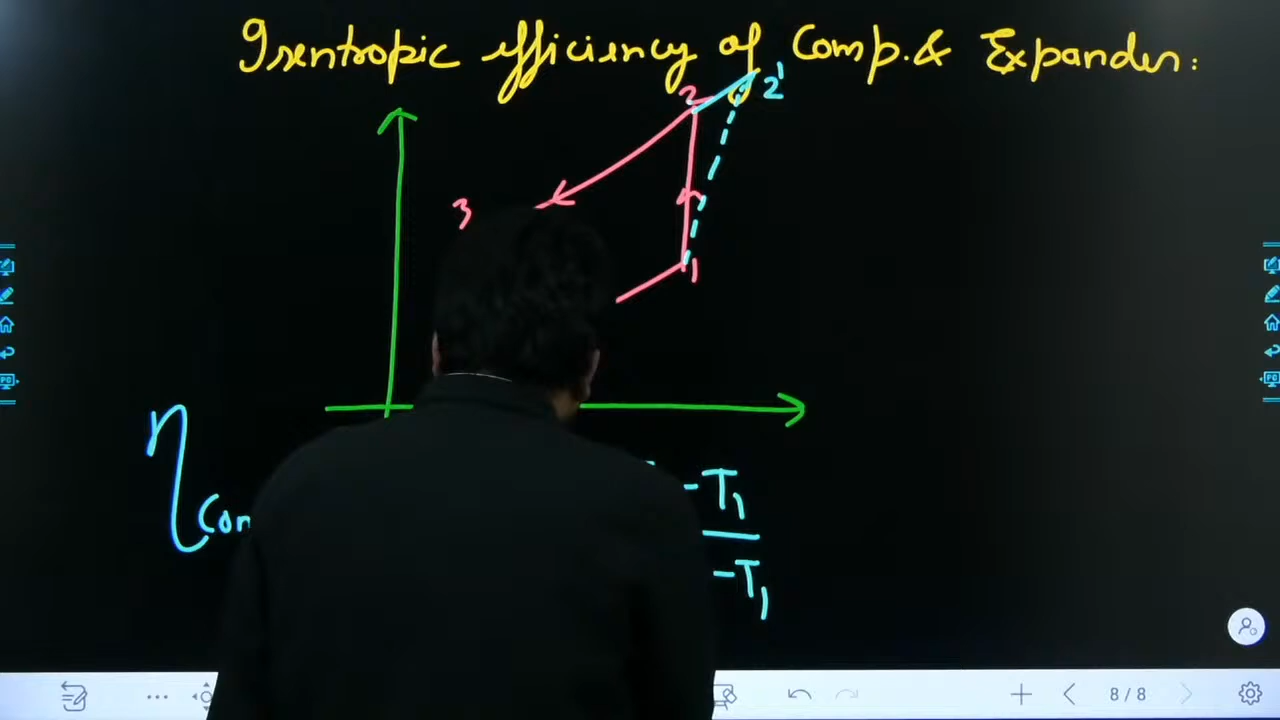 Isentropic efficiency of Comp. & Expander:
2 2'
3
1
η
-T1
Com
-T1
8/8